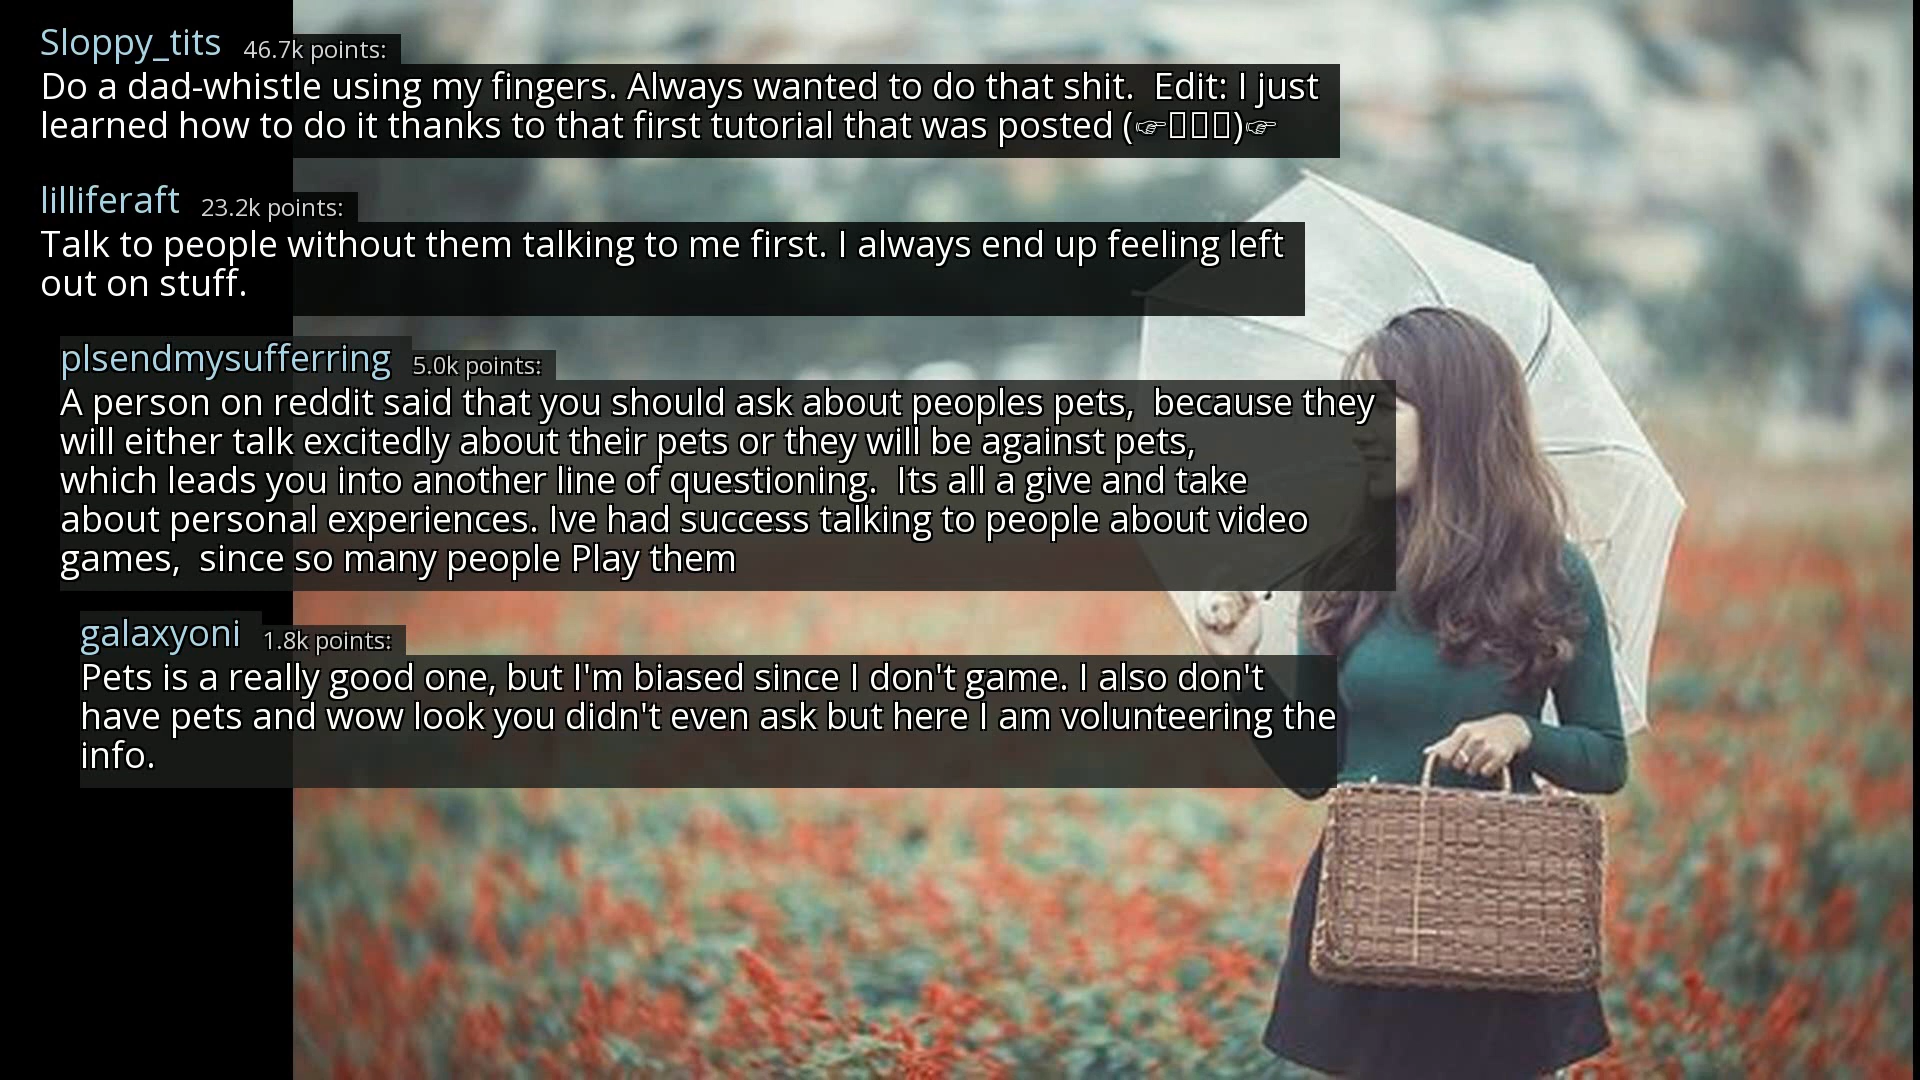 Sloppy_tits 46.7k points:
Do a dad-whistle using my fingers. Always wanted to do that shit.  Edit: I just
learned how to do it thanks to that first tutorial that was posted (☞▯▯▯)☞
lilliferaft 23.2k points:
Talk to people without them talking to me first. I always end up feeling left
out on stuff.
plsendmysufferring 5.0k points:
A person on reddit said that you should ask about peoples pets,  because they
will either talk excitedly about their pets or they will be against pets,
which leads you into another line of questioning.  Its all a give and take
about personal experiences. Ive had success talking to people about video
games,  since so many people Play them
galaxyoni 1.8k points:
Pets is a really good one, but I'm biased since I don't game. I also don't
have pets and wow look you didn't even ask but here I am volunteering the
info.